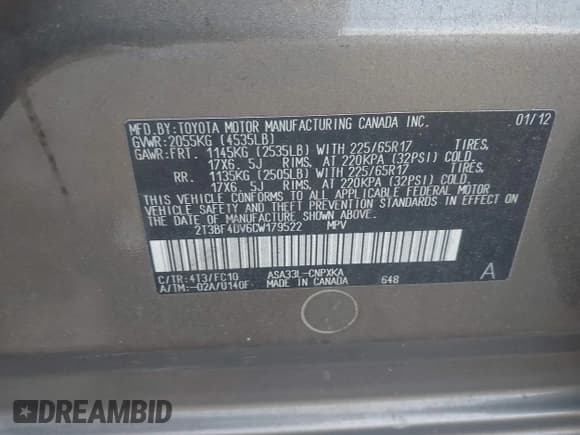 MFD.BY:TOYOTA MOTOR MANUFACTURING CANADA INC. 01/12
GVWR:2055KG (4535LB)
GAWR:FRT. 1145KG (2535LB) WITH 225/65R17 TIRES,
17X6.5J RIMS, AT 220KPA (32PSI) COLD.
RR. 1135KG (2505LB) WITH 225/65R17 TIRES,
17X6.5J RIMS, AT 220KPA (32PSI) COLD.
THIS VEHICLE CONFORMS TO ALL APPLICABLE FEDERAL MOTOR
VEHICLE SAFETY AND THEFT PREVENTION STANDARDS IN EFFECT
ON THE DATE OF MANUFACTURE SHOWN ABOVE.
2T3BF4DV6CW179522 MPV
C/TR:4T3/FC10 ASA33L-CNPXKA A
A/TM:-02A/U140F MADE IN CANADA 648
DREAMBID